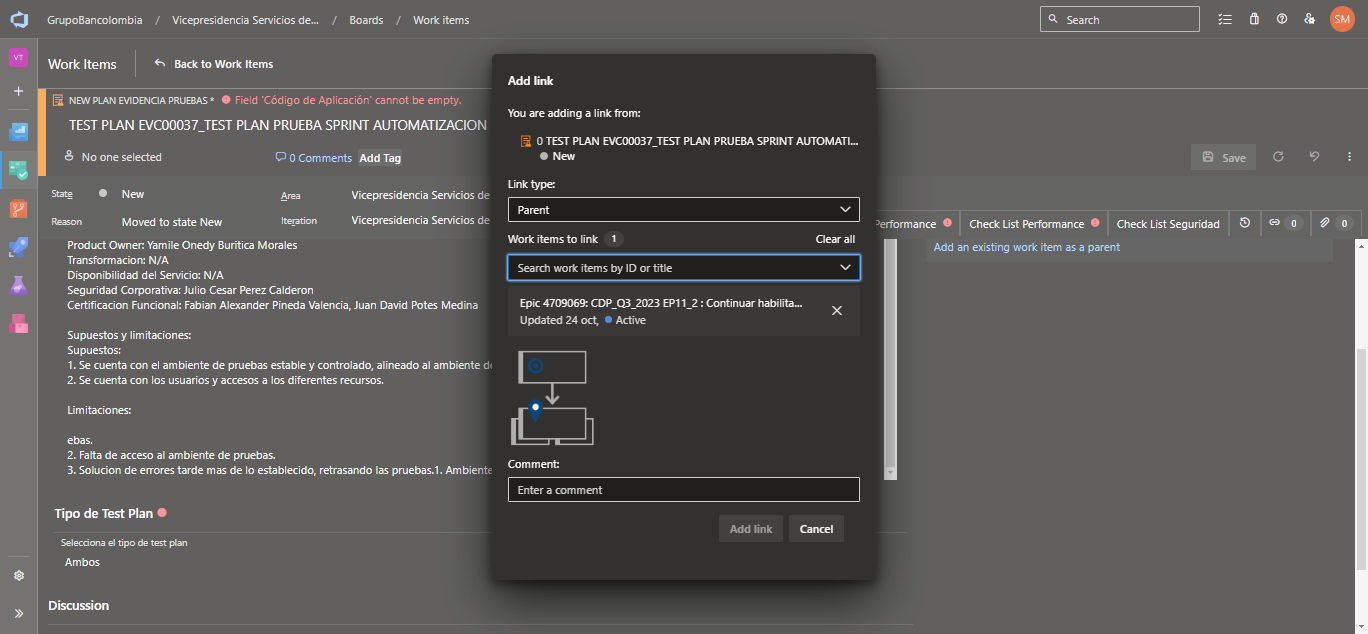 GrupoBancolombia / Vicepresidencia Servicios de... / Boards / Work items
Search
SM
VT
Work Items
Back to Work Items
NEW PLAN EVIDENCIA PRUEBAS * Field 'Código de Aplicación' cannot be empty.
TEST PLAN EVC00037_TEST PLAN PRUEBA SPRINT AUTOMATIZACION
No one selected
0 Comments
Add Tag
Save
State
New
Area
Vicepresidencia Servicios de
Reason
Moved to state New
Iteration
Vicepresidencia Servicios de
Performance
Check List Performance
Check List Seguridad
0
0
Product Owner: Yamile Onedy Buritica Morales
Transformacion: N/A
Disponibilidad del Servicio: N/A
Seguridad Corporativa: Julio Cesar Perez Calderon
Certificacion Funcional: Fabian Alexander Pineda Valencia, Juan David Potes Medina
Supuestos y limitaciones:
Supuestos:
1. Se cuenta con el ambiente de pruebas estable y controlado, alineado al ambiente de
2. Se cuenta con los usuarios y accesos a los diferentes recursos.
Limitaciones:
ebas.
2. Falta de acceso al ambiente de pruebas.
3. Solucion de errores tarde mas de lo establecido, retrasando las pruebas.1. Ambiente
Tipo de Test Plan
Selecciona el tipo de test plan
Ambos
Discussion
Add an existing work item as a parent
Add link
You are adding a link from:
0 TEST PLAN EVC00037_TEST PLAN PRUEBA SPRINT AUTOMATI...
New
Link type:
Parent
Work items to link 1
Clear all
Search work items by ID or title
Epic 4709069: CDP_Q3_2023 EP11_2 : Continuar habilita...
Updated 24 oct, Active
Comment:
Enter a comment
Add link
Cancel